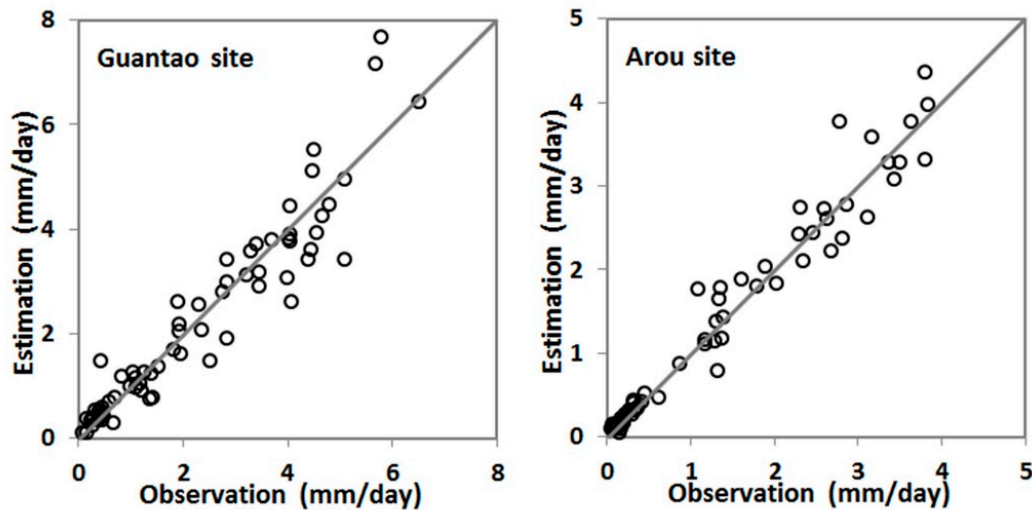 Guantao site
Estimation (mm/day)
8
6
4
2
0
0 2 4 6 8
Observation (mm/day)
Arou site
Estimation (mm/day)
5
4
3
2
1
0
0 1 2 3 4 5
Observation (mm/day)